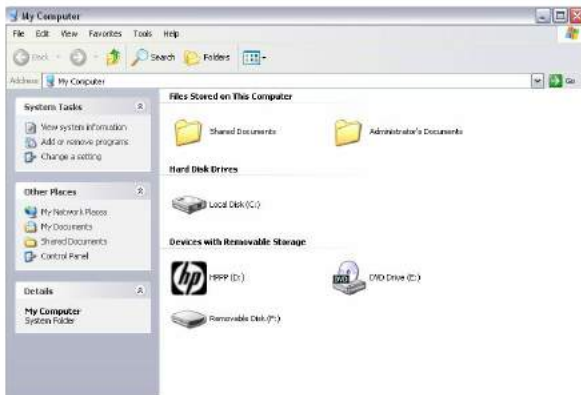 My Computer
File Edit View Favorites Tools Help
Back Search Folders
Address My Computer Go
System Tasks
View system information
Add or remove programs
Change a setting
Other Places
My Network Places
My Documents
Shared Documents
Control Panel
Details
My Computer
System Folder
Files Stored on This Computer
Shared Documents Administrator's Documents
Hard Disk Drives
Local Disk (C:)
Devices with Removable Storage
hp HPPP (D:) DVD DVD Drive (E:)
Removable Disk (F:)